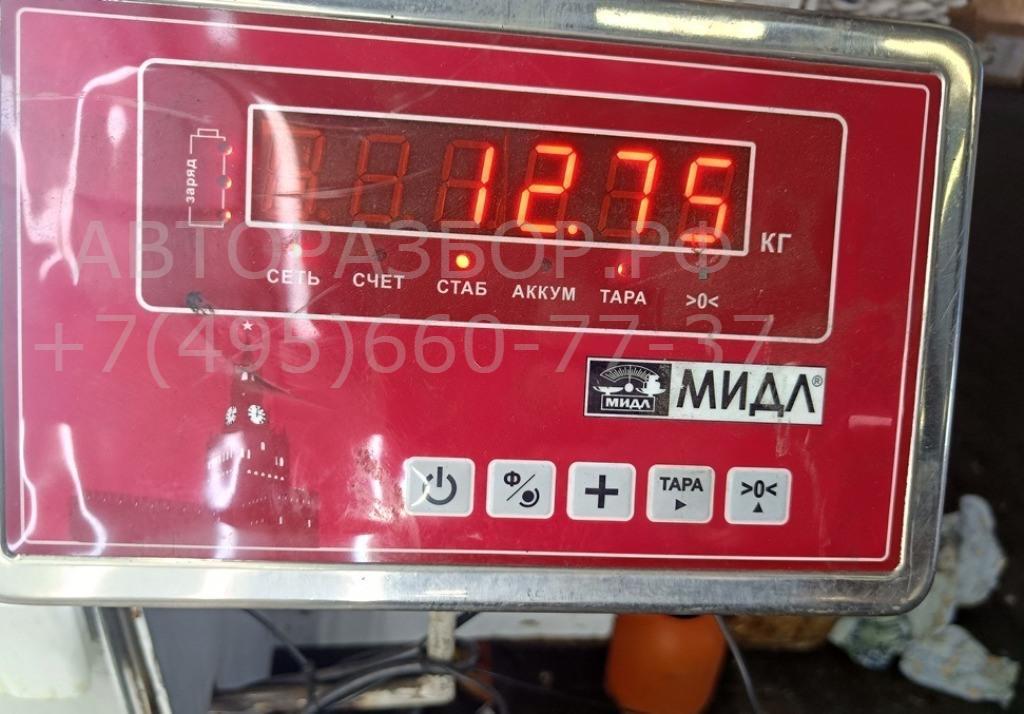 заряд
12.75
КГ
АВТОРАЗБОР.РФ
СЕТЬ СЧЕТ СТАБ АККУМ ТАРА >0<
+7(495)660-77-37
МИДЛ МИДЛ®
Ф ТАРА >0<